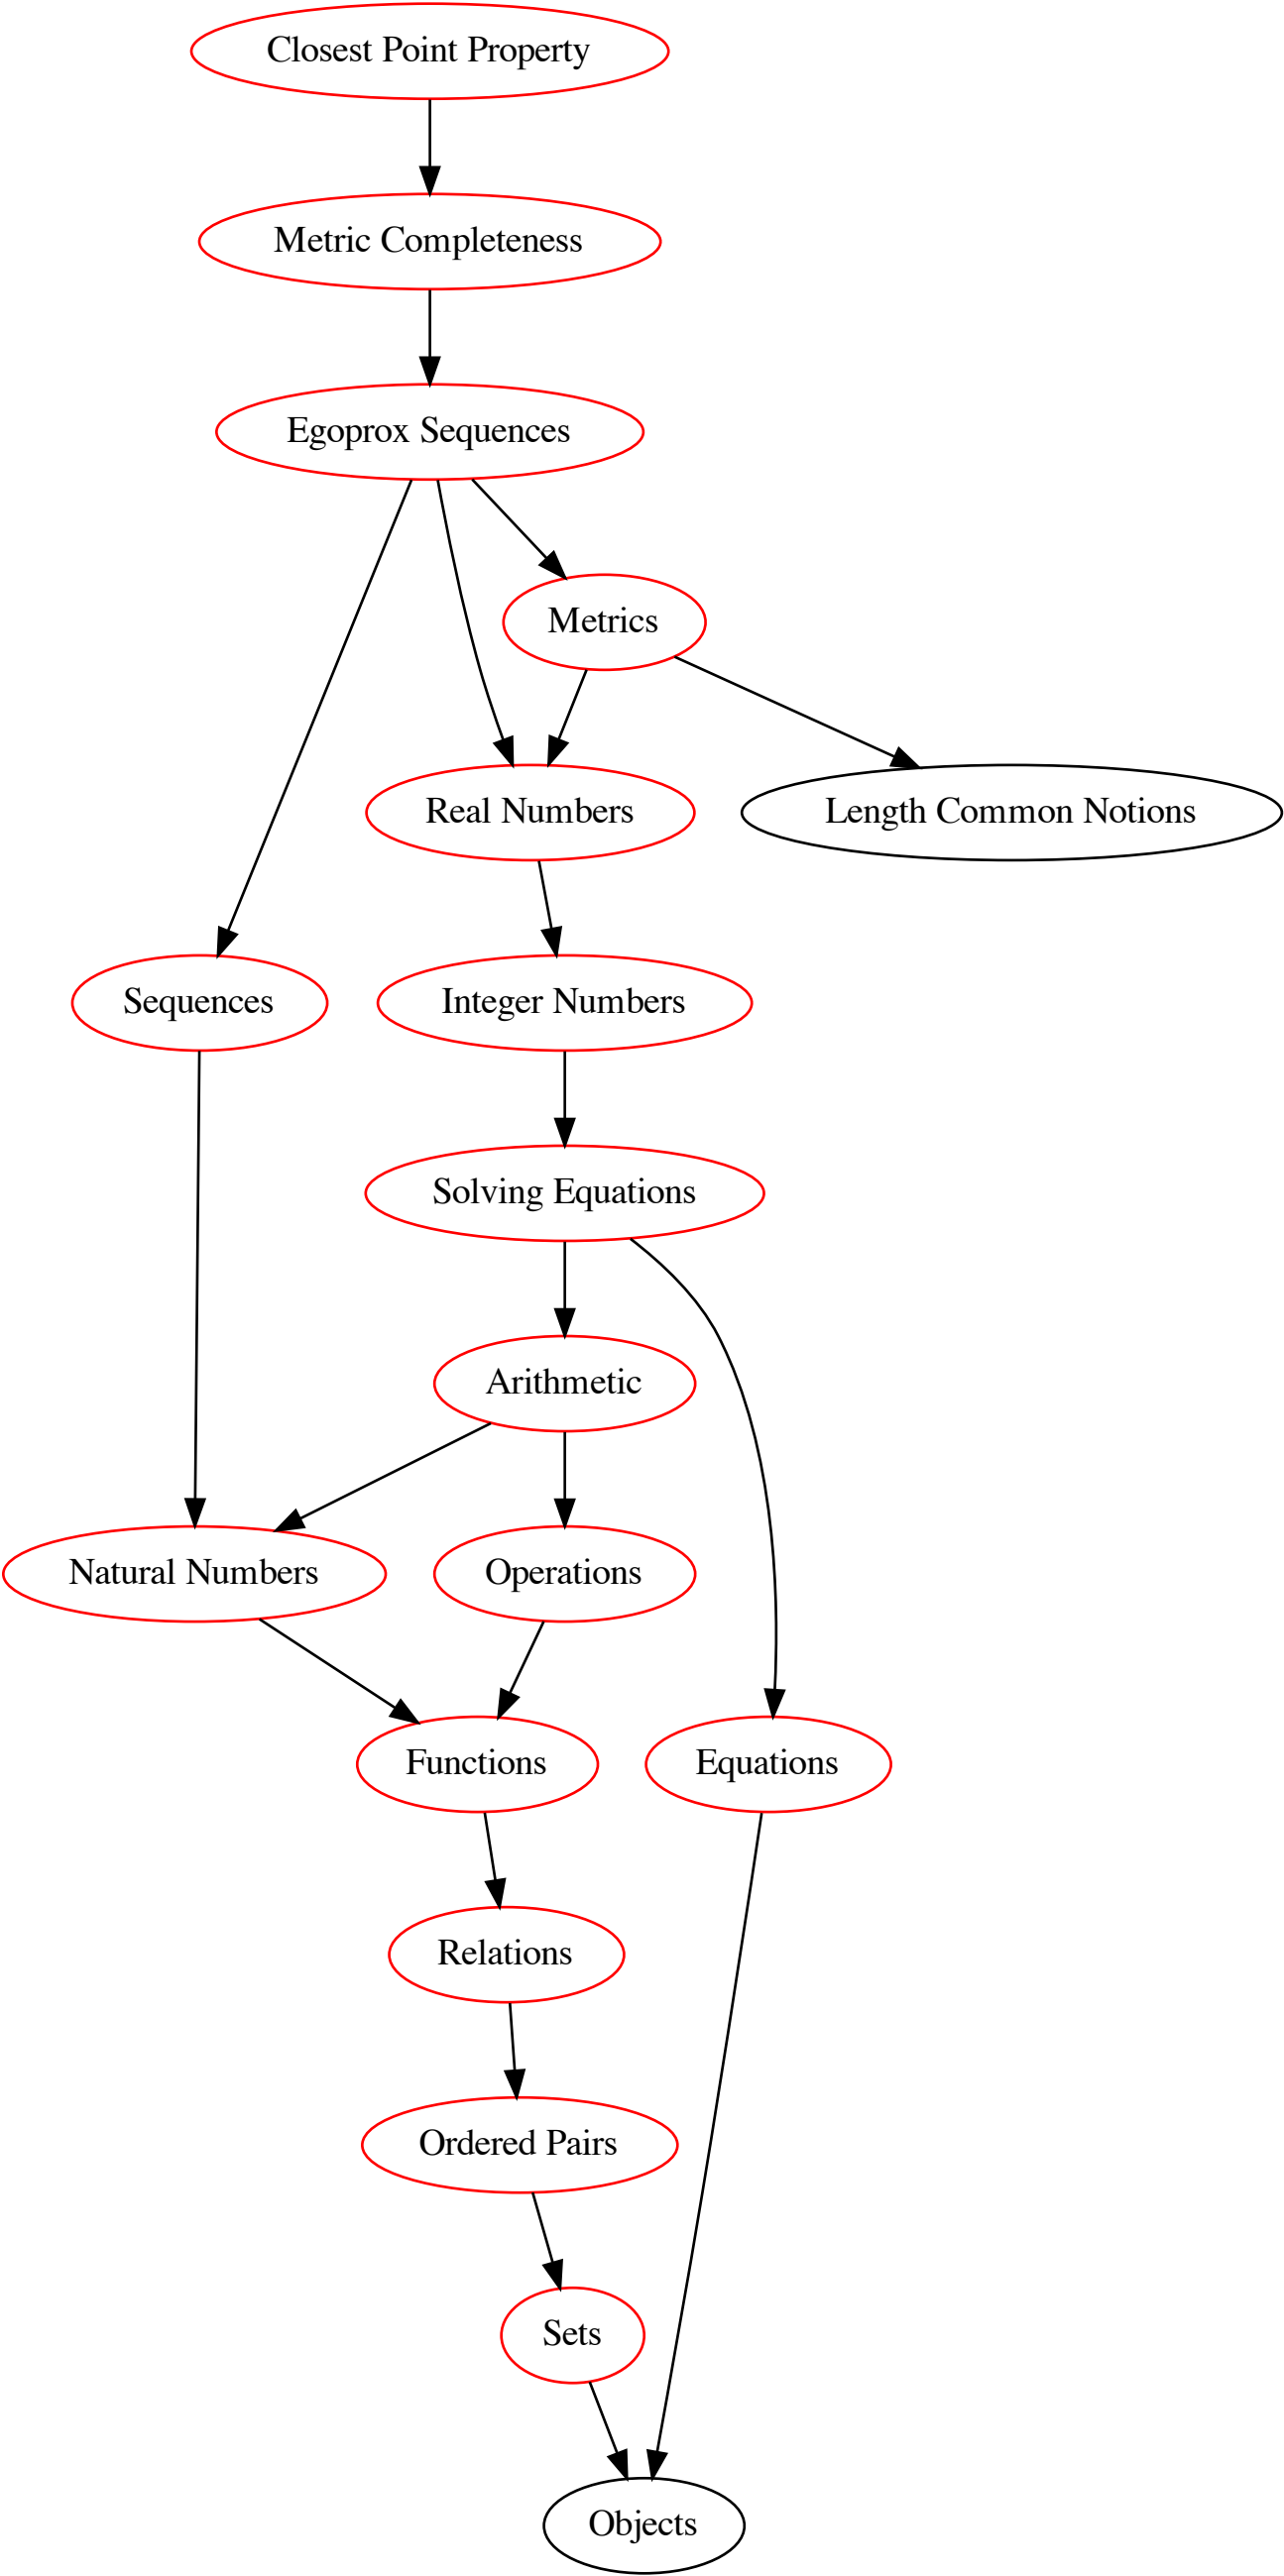 Closest Point Property
Metric Completeness
Egoprox Sequences
Metrics
Real Numbers
Length Common Notions
Sequences
Integer Numbers
Solving Equations
Arithmetic
Natural Numbers
Operations
Functions
Equations
Relations
Ordered Pairs
Sets
Objects